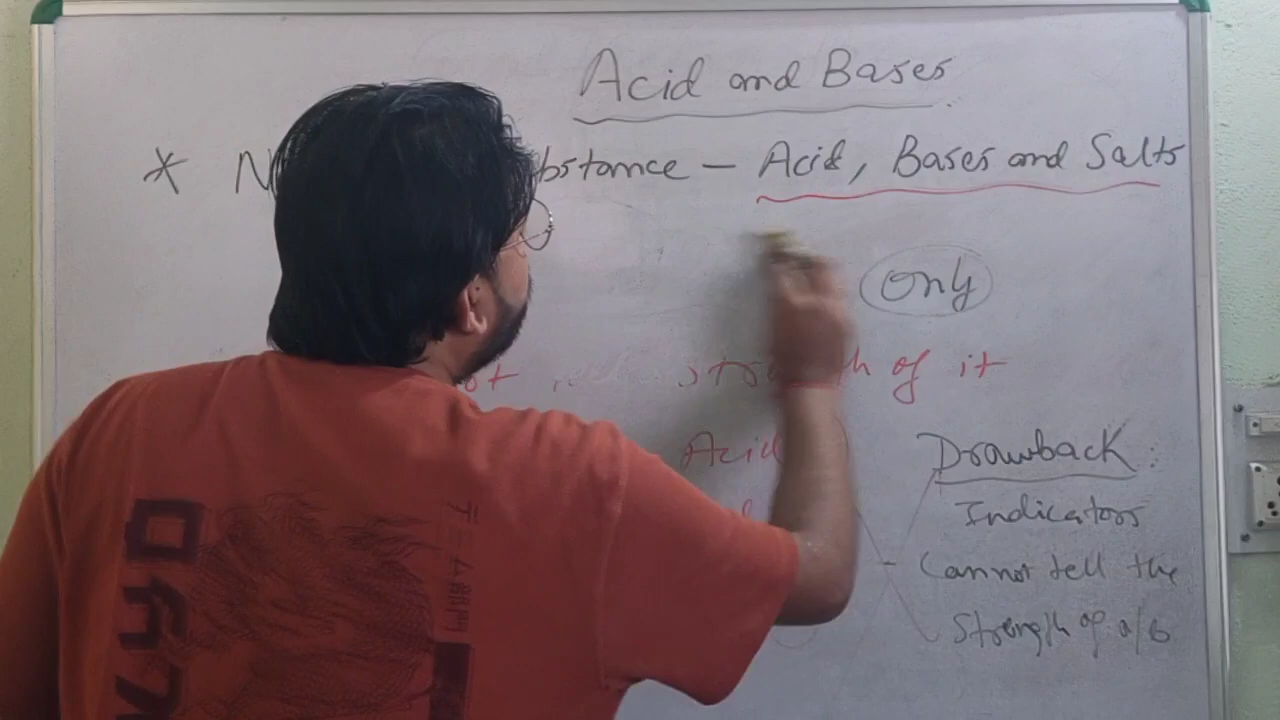 Acid and Bases
* N bstance – Acid, Bases and Salts
Only
ot of it
Acid
Drawback:
Indicators
Cannot tell the
Strength of a/b